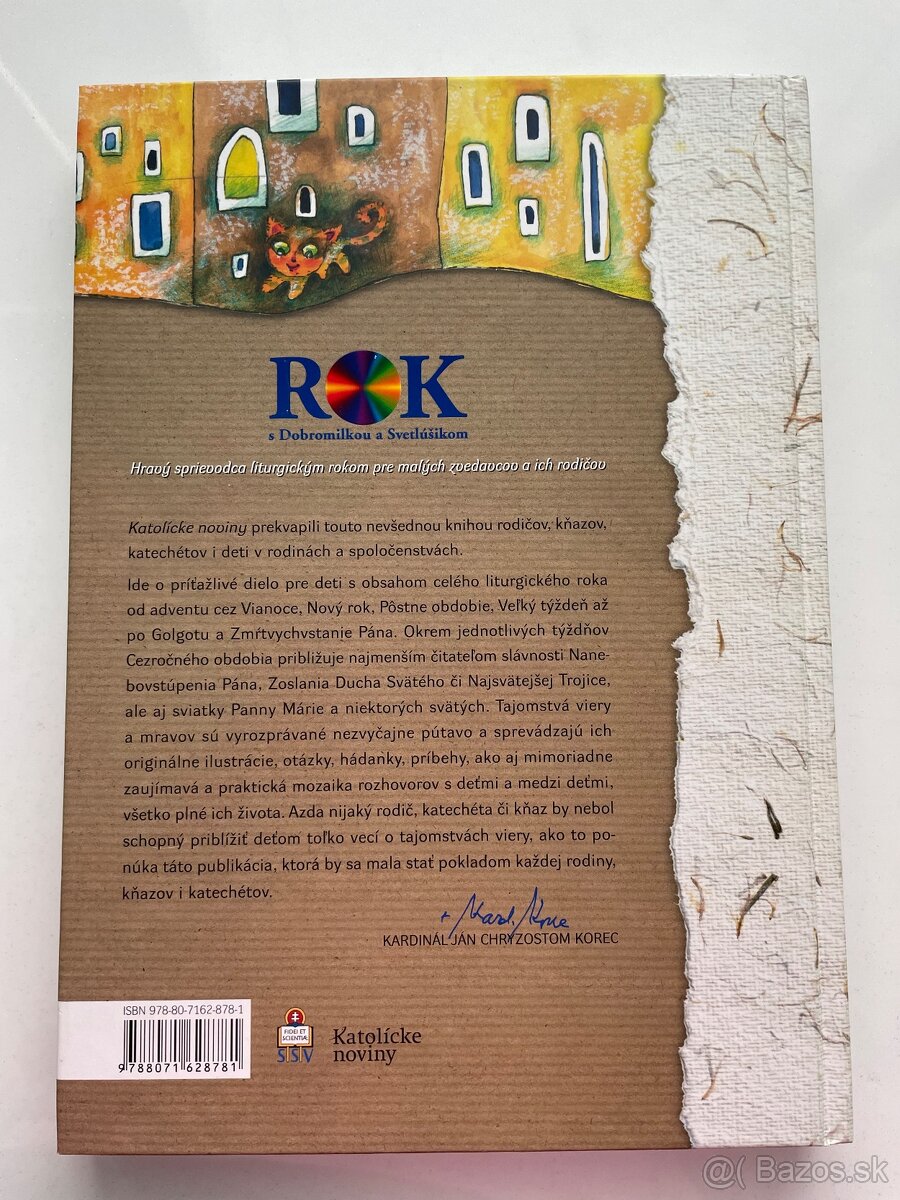 ROK
s Dobromilkou a Svetlúšikom
Hravý sprievodca liturgickým rokom pre malých zvedavcov a ich rodičov
Katolícke noviny prekvapili touto nevšednou knihou rodičov, kňazov,
katechétov i deti v rodinách a spoločenstvách.
Ide o príťažlivé dielo pre deti s obsahom celého liturgického roka
od adventu cez Vianoce, Nový rok, Pôstne obdobie, Veľký týždeň až
po Golgotu a Zmŕtvychvstanie Pána. Okrem jednotlivých týždňov
Cezročného obdobia približuje najmenším čitateľom slávnosti Nane-
bovstúpenia Pána, Zoslania Ducha Svätého či Najsvätejšej Trojice,
ale aj sviatky Panny Márie a niektorých svätých. Tajomstvá viery
a mravov sú vyrozprávané nezvyčajne pútavo a sprevádzajú ich
originálne ilustrácie, otázky, hádanky, príbehy, ako aj mimoriadne
zaujímavá a praktická mozaika rozhovorov s deťmi a medzi deťmi,
všetko plné ich života. Azda nijaký rodič, katechéta či kňaz by nebol
schopný priblížiť deťom toľko vecí o tajomstvách viery, ako to po-
núka táto publikácia, ktorá by sa mala stať pokladom každej rodiny,
kňazov i katechétov.
+ Kard. Korec
KARDINÁL JÁN CHRYZOSTOM KOREC
ISBN 978-80-7162-878-1
9 788071 628781
FIDEI ET
SCIENTIAE
SSV
Katolícke
noviny
@( Bazos.sk